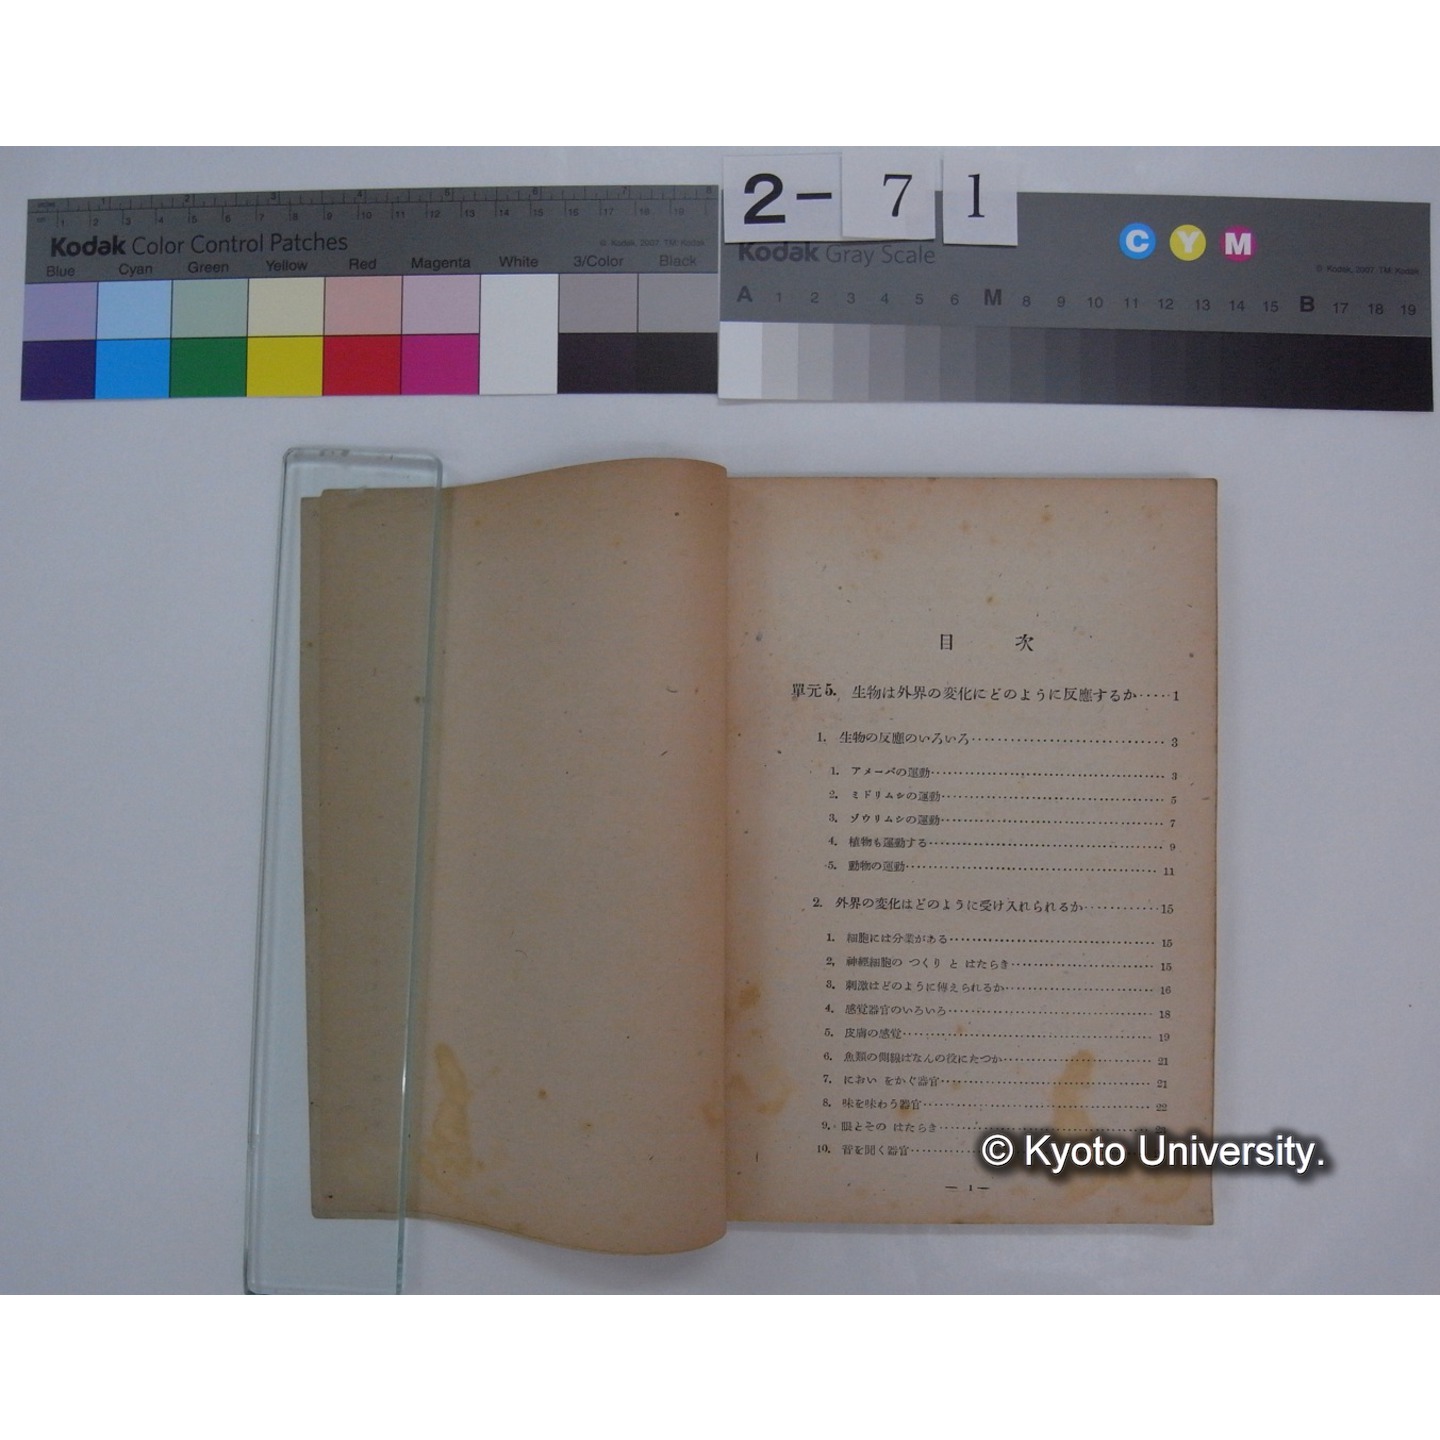 2- 7 1
Kodak Color Control Patches
© Kodak, 2007 TM: Kodak
Blue Cyan Green Yellow Red Magenta White 3/Color Black
Kodak Gray Scale
C Y M
© Kodak, 2007 TM: Kodak
A 1 2 3 4 5 6 M 8 9 10 11 12 13 14 15 B 17 18 19
目 次
單元5. 生物は外界の変化にどのように反應するか·····1
1. 生物の反應のいろいろ······························3
1. アメーバの運動··································3
2. ミドリムシの運動································5
3. ゾウリムシの運動································7
4. 植物も運動する··································9
5. 動物の運動····································11
2. 外界の変化はどのように受け入れられるか············15
1. 細胞には分業がある······························15
2. 神経細胞の つくり と はたらき····················15
3. 刺激はどのように傳えられるか······················16
4. 感覚器官のいろいろ······························18
5. 皮膚の感覚····································19
6. 魚類の側線はなんの役にたつか······················21
7. におい をかぐ器官······························21
8. 味を味わう器官································22
9. 眼とその はたらき······························
10. 音を聞く器官··································
— 1 —
© Kyoto University.